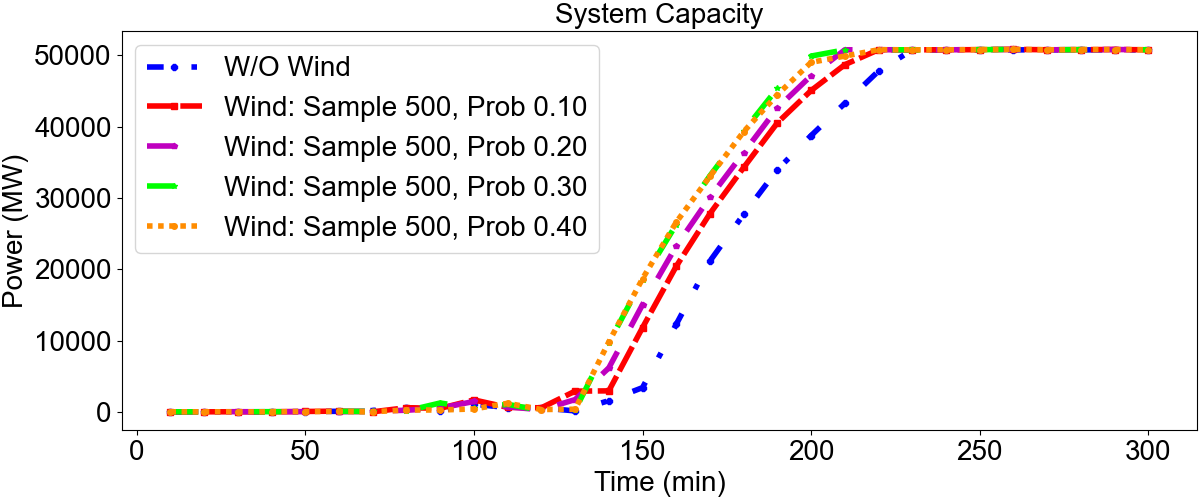 System Capacity
Power (MW)
50000
40000
30000
20000
10000
0
W/O Wind
Wind: Sample 500, Prob 0.10
Wind: Sample 500, Prob 0.20
Wind: Sample 500, Prob 0.30
Wind: Sample 500, Prob 0.40
0 50 100 150 200 250 300
Time (min)